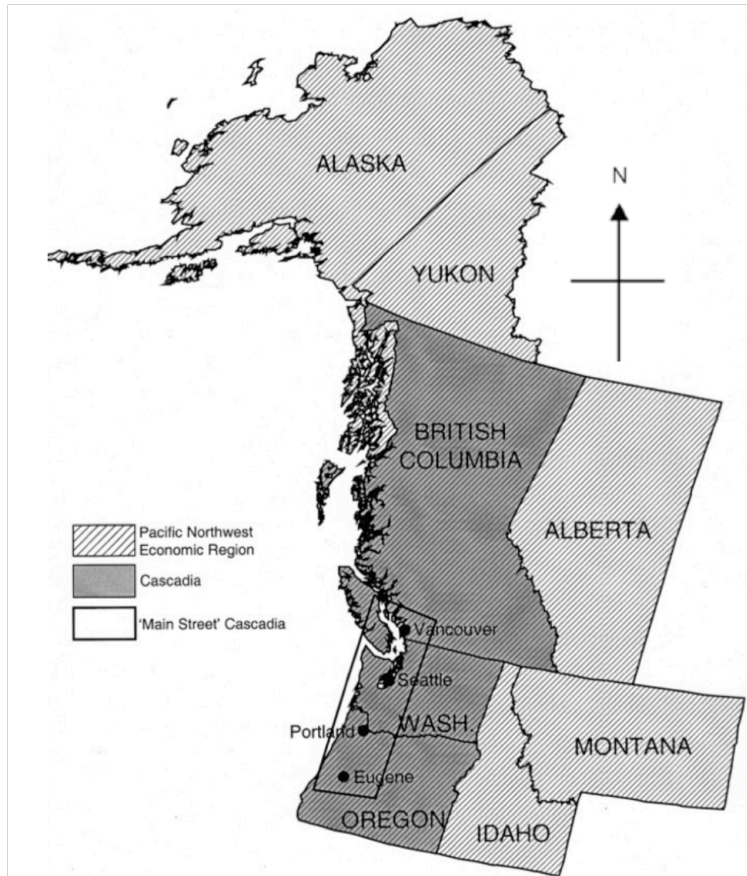 ALASKA
N
YUKON
BRITISH
COLUMBIA
ALBERTA
Pacific Northwest
Economic Region
Cascadia
'Main Street' Cascadia
Vancouver
Seattle
WASH.
Portland
MONTANA
Eugene
OREGON
IDAHO